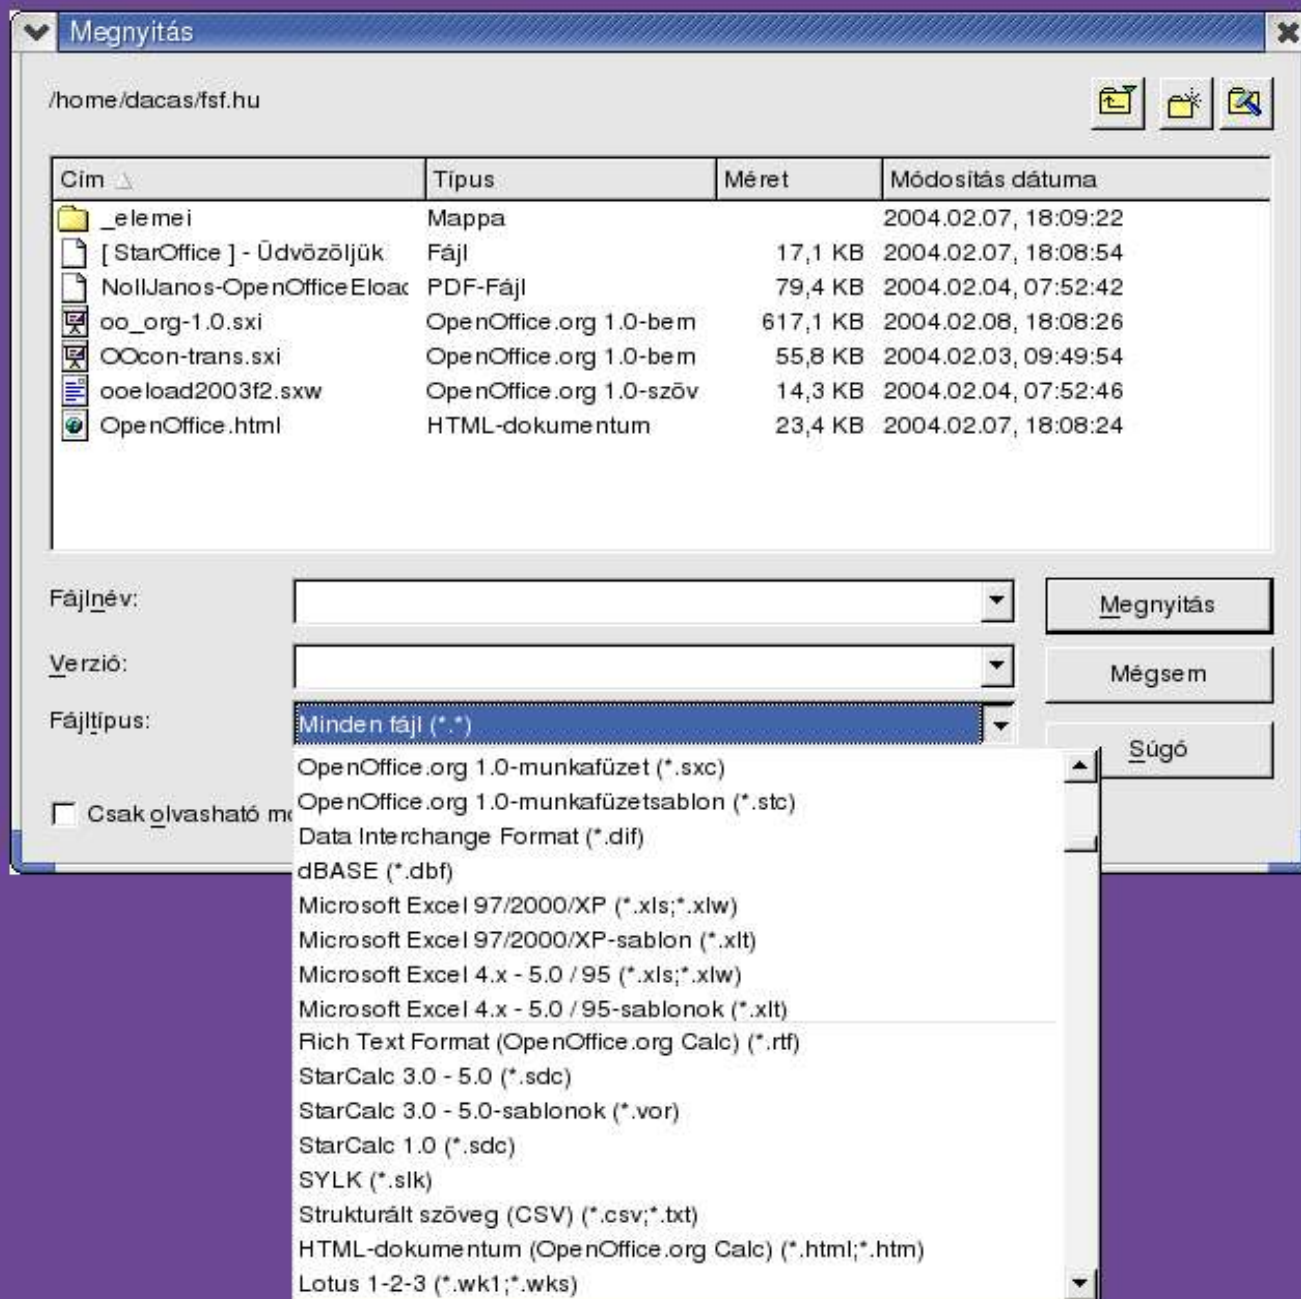 Megnyitás
/home/dacas/fsf.hu
Cím Típus Méret Módosítás dátuma
_elemei Mappa 2004.02.07, 18:09:22
[ StarOffice ] - Üdvözöljük Fájl 17,1 KB 2004.02.07, 18:08:54
NollJanos-OpenOfficeEload PDF-Fájl 79,4 KB 2004.02.04, 07:52:42
oo_org-1.0.sxi OpenOffice.org 1.0-bem 617,1 KB 2004.02.08, 18:08:26
OOcon-trans.sxi OpenOffice.org 1.0-bem 55,8 KB 2004.02.03, 09:49:54
ooeload2003f2.sxw OpenOffice.org 1.0-szöv 14,3 KB 2004.02.04, 07:52:46
OpenOffice.html HTML-dokumentum 23,4 KB 2004.02.07, 18:08:24
Fájlnév: Megnyitás
Verzió: Mégsem
Fájltípus: Minden fájl (*.*)
Súgó
Csak olvasható mo
OpenOffice.org 1.0-munkafüzet (*.sxc)
OpenOffice.org 1.0-munkafüzetsablon (*.stc)
Data Interchange Format (*.dif)
dBASE (*.dbf)
Microsoft Excel 97/2000/XP (*.xls;*.xlw)
Microsoft Excel 97/2000/XP-sablon (*.xlt)
Microsoft Excel 4.x - 5.0 / 95 (*.xls;*.xlw)
Microsoft Excel 4.x - 5.0 / 95-sablonok (*.xlt)
Rich Text Format (OpenOffice.org Calc) (*.rtf)
StarCalc 3.0 - 5.0 (*.sdc)
StarCalc 3.0 - 5.0-sablonok (*.vor)
StarCalc 1.0 (*.sdc)
SYLK (*.slk)
Strukturált szöveg (CSV) (*.csv;*.txt)
HTML-dokumentum (OpenOffice.org Calc) (*.html;*.htm)
Lotus 1-2-3 (*.wk1;*.wks)